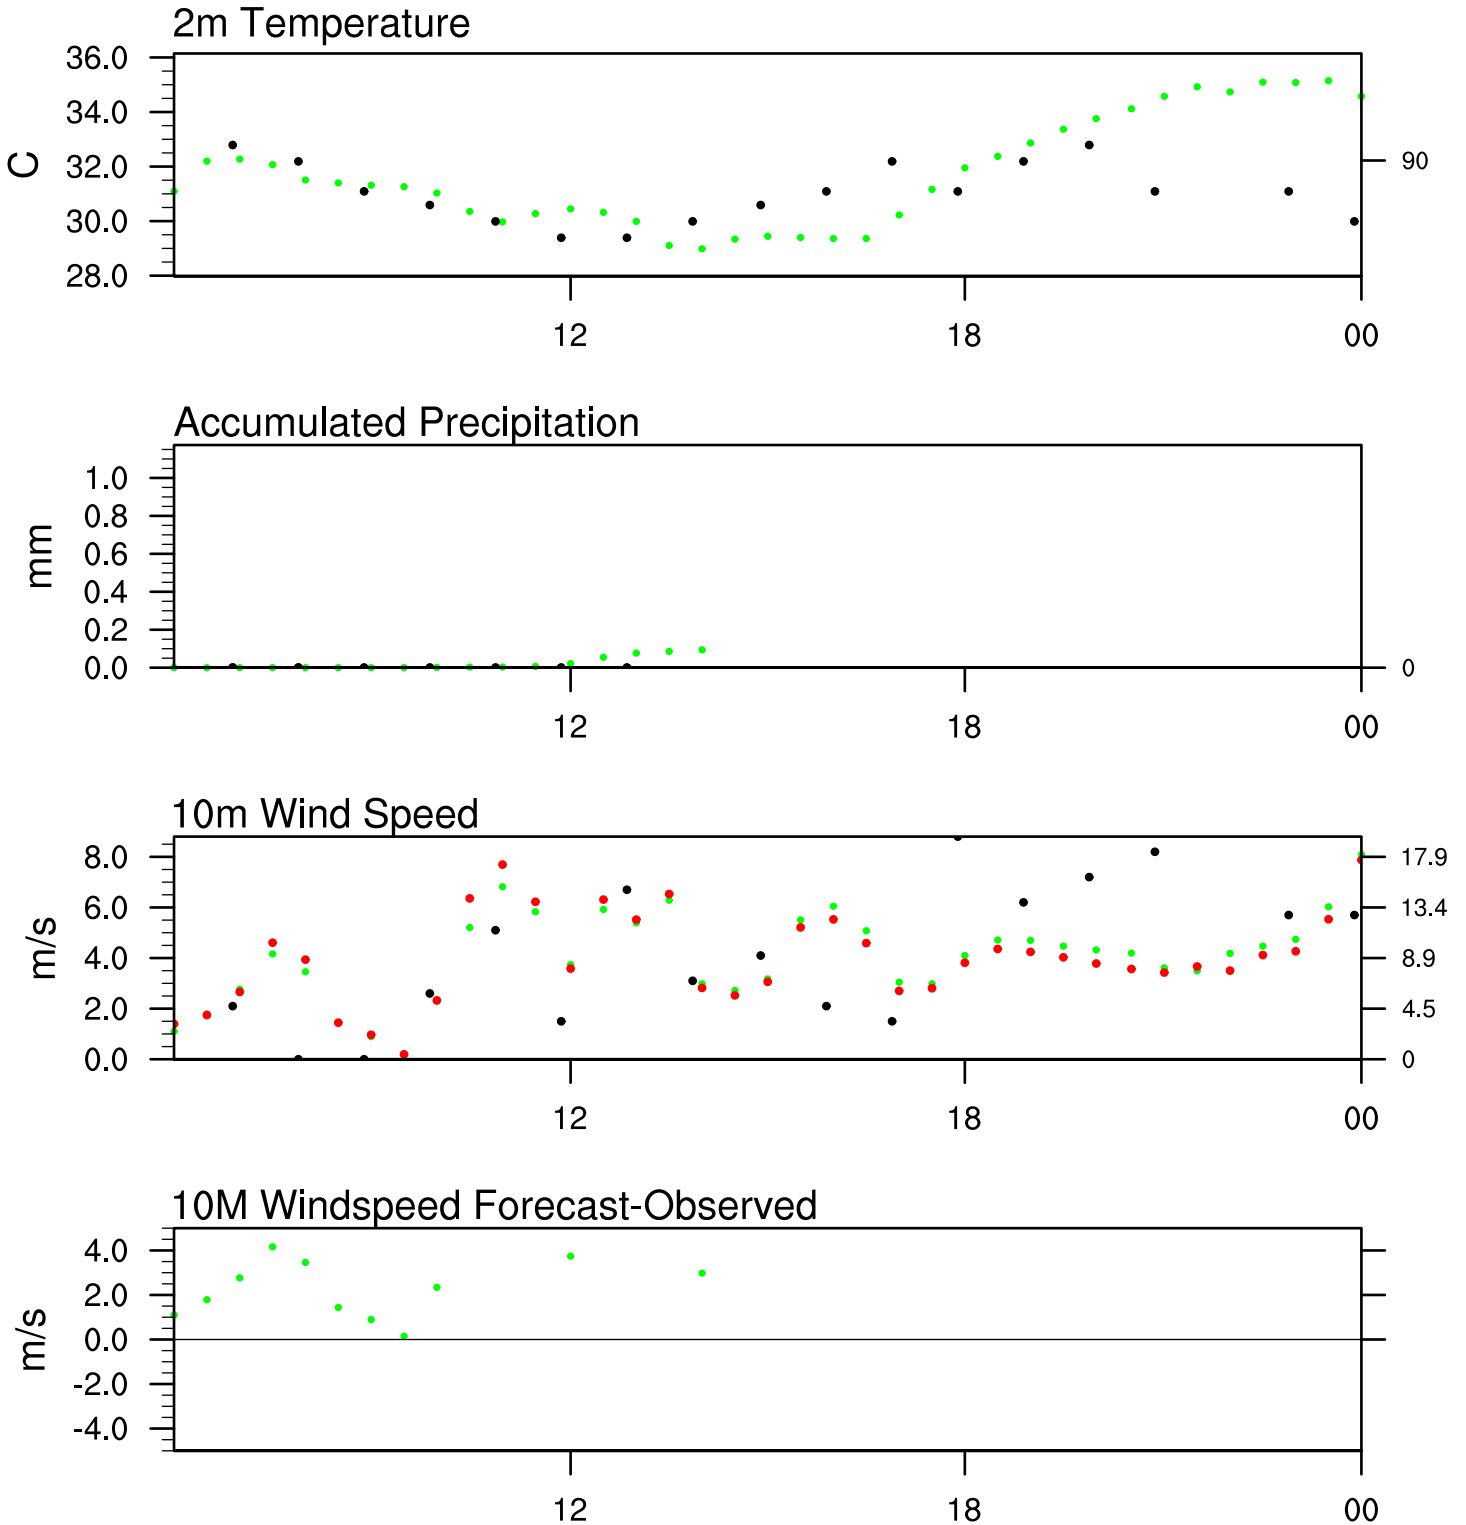 2m Temperature
36.0
34.0
32.0
30.0
28.0
C
90
12 18 00
Accumulated Precipitation
1.0
0.8
0.6
0.4
0.2
0.0
mm
0
12 18 00
10m Wind Speed
8.0 17.9
6.0 13.4
4.0 8.9
2.0 4.5
0.0 0
m/s
12 18 00
10M Windspeed Forecast-Observed
4.0
2.0
0.0
-2.0
-4.0
m/s
12 18 00